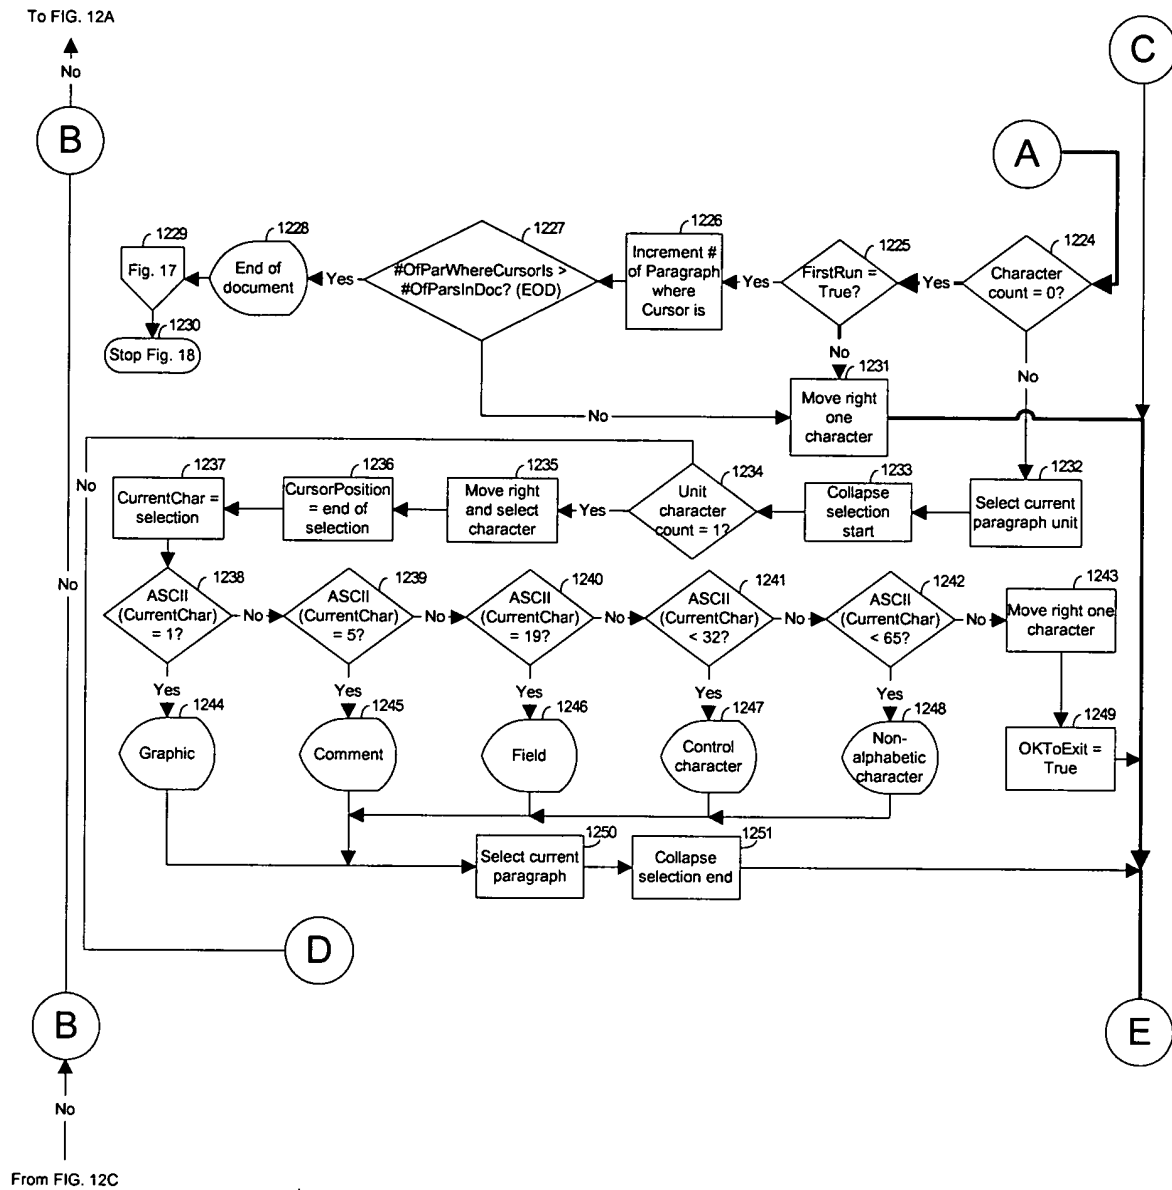 To FIG. 12A
No
B
C
A
1229
Fig. 17
1230
Stop Fig. 18
1228
End of
document
Yes
1227
#OfParWhereCursorIs >
#OfParsInDoc? (EOD)
No
1226
Increment #
of Paragraph
where
Cursor is
Yes
1225
FirstRun =
True?
No
Yes
1224
Character
count = 0?
No
1231
Move right
one
character
No
1237
CurrentChar =
selection
1236
CursorPosition
= end of
selection
1235
Move right
and select
character
Yes
1234
Unit
character
count = 1?
1233
Collapse
selection
start
1232
Select current
paragraph unit
No
1238
ASCII
(CurrentChar)
= 1?
No
1239
ASCII
(CurrentChar)
= 5?
No
1240
ASCII
(CurrentChar)
= 19?
No
1241
ASCII
(CurrentChar)
< 32?
No
1242
ASCII
(CurrentChar)
< 65?
No
1243
Move right one
character
Yes
Yes
Yes
Yes
Yes
1244
Graphic
1245
Comment
1246
Field
1247
Control
character
1248
Non-
alphabetic
character
1249
OKToExit =
True
1250
Select current
paragraph
1251
Collapse
selection end
D
B
E
No
From FIG. 12C